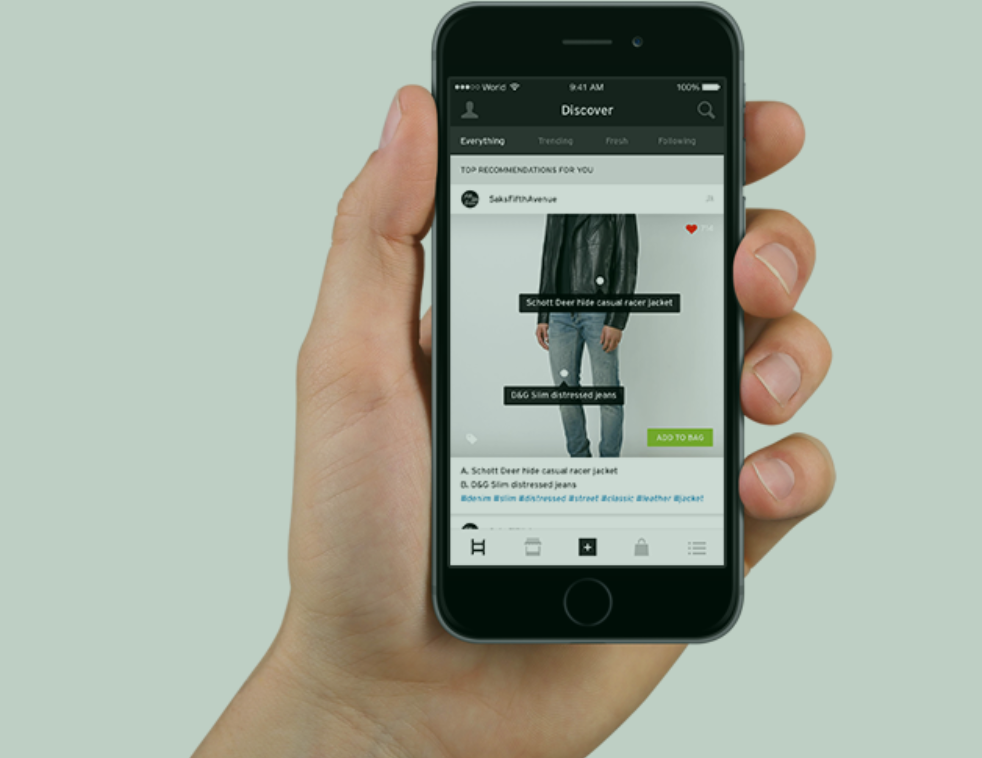 World 9:41 AM 100%
Discover
Everything Trending Fresh Following
TOP RECOMMENDATIONS FOR YOU
SaksFifthAvenue
Schott Deer hide casual racer jacket
D&G Slim distressed jeans
ADD TO BAG
A. Schott Deer hide casual racer jacket
B. D&G Slim distressed jeans
#denim #slim #distressed #street #classic #leather #jacket